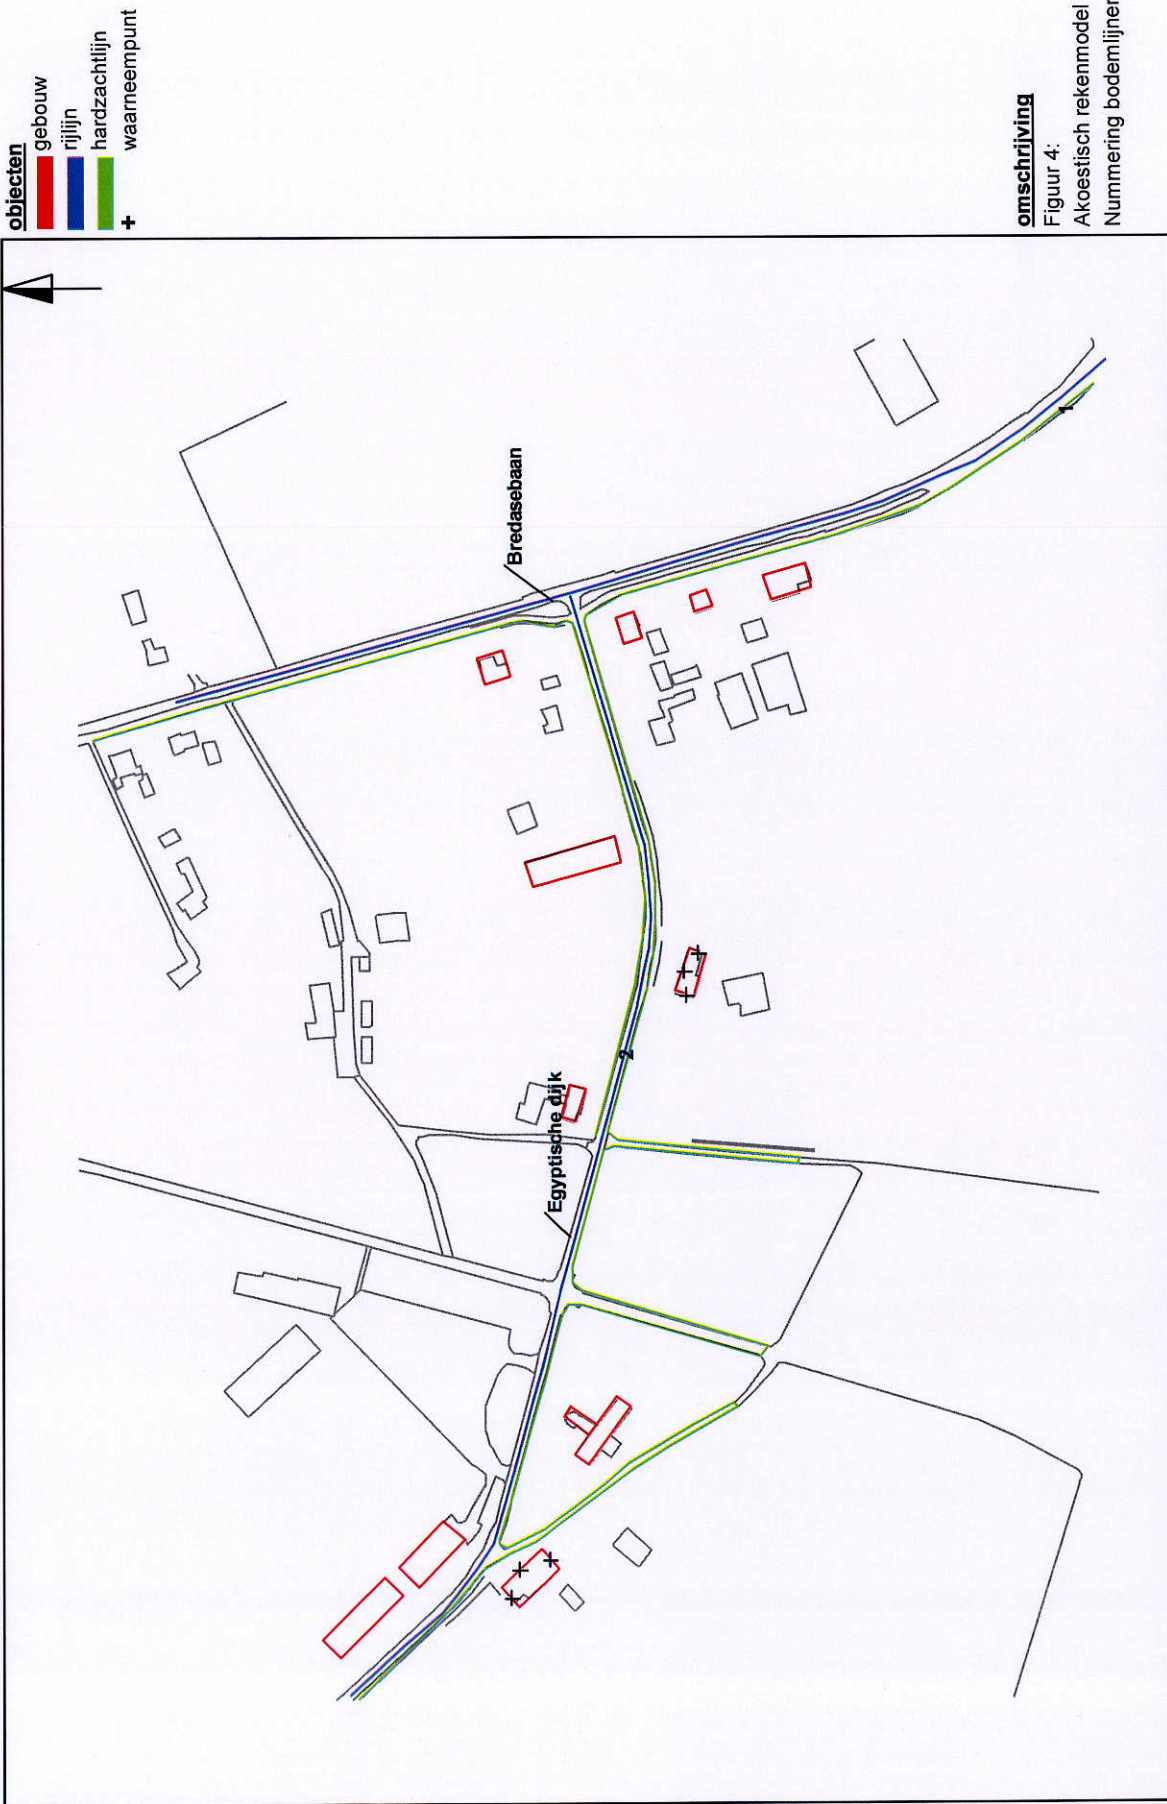 objecten
gebouw
rijlijn
hardzachtlijn
+ waarneempunt
Bredasebaan
Egyptische dijk
1
2
omschrijving
Figuur 4:
Akoestisch rekenmodel
Nummering bodemlijnen